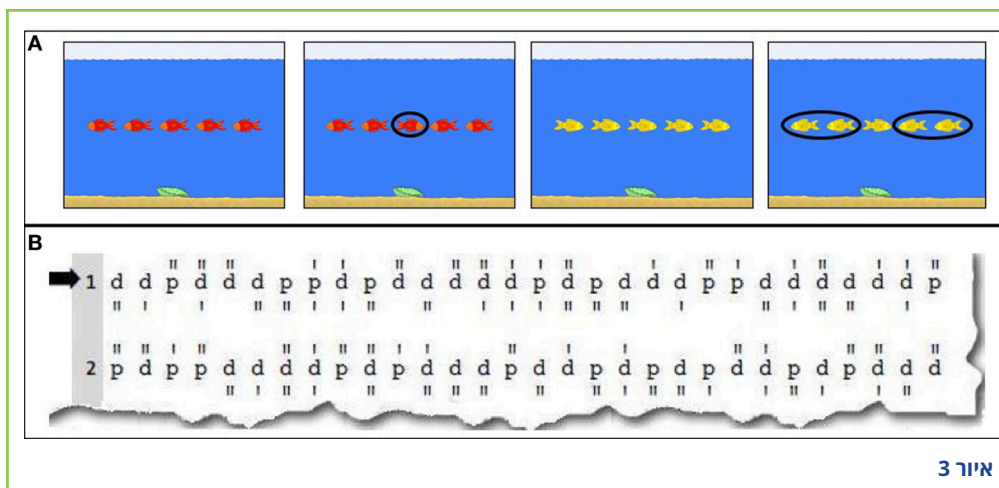 A
B
1 d d p d d d p p d p d d d d d p d p d d d p p d d d d d d p
2 p d p p d d d d p d p d d d p d d p d p d p d d p d p d d d
איור 3